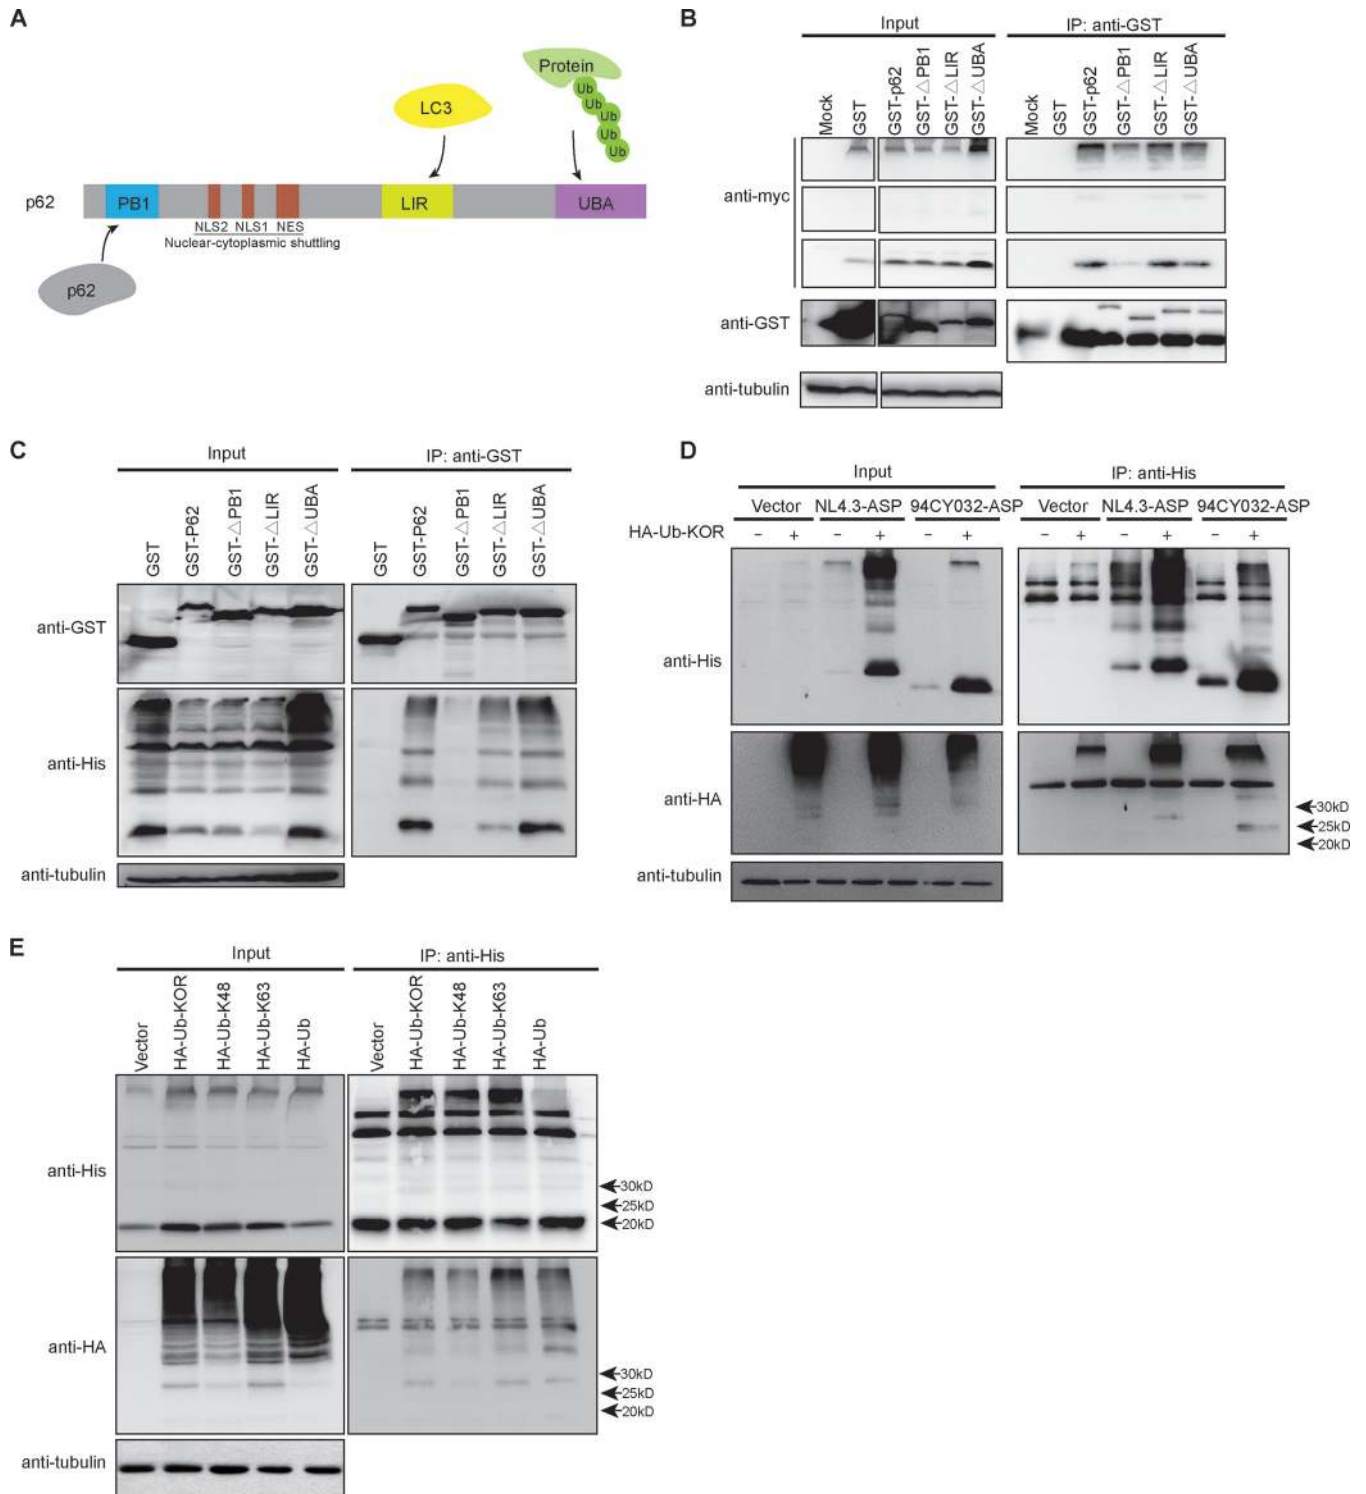 A
Protein
Ub
Ub
Ub
Ub
Ub
LC3
p62
PB1
LIR
UBA
NLS2 NLS1 NES
Nuclear-cytoplasmic shuttling
p62
B
Input
IP: anti-GST
Mock
GST
GST-p62
GST-△PB1
GST-△LIR
GST-△UBA
Mock
GST
GST-p62
GST-△PB1
GST-△LIR
GST-△UBA
anti-myc
anti-GST
anti-tubulin
C
Input
IP: anti-GST
GST
GST-P62
GST-△PB1
GST-△LIR
GST-△UBA
GST
GST-P62
GST-△PB1
GST-△LIR
GST-△UBA
anti-GST
anti-His
anti-tubulin
D
Input
IP: anti-His
Vector NL4.3-ASP 94CY032-ASP
Vector NL4.3-ASP 94CY032-ASP
HA-Ub-KOR - + - + - + - + - + - +
anti-His
anti-HA
30kD
25kD
20kD
anti-tubulin
E
Input
IP: anti-His
Vector
HA-Ub-KOR
HA-Ub-K48
HA-Ub-K63
HA-Ub
Vector
HA-Ub-KOR
HA-Ub-K48
HA-Ub-K63
HA-Ub
anti-His
30kD
25kD
20kD
anti-HA
30kD
25kD
20kD
anti-tubulin